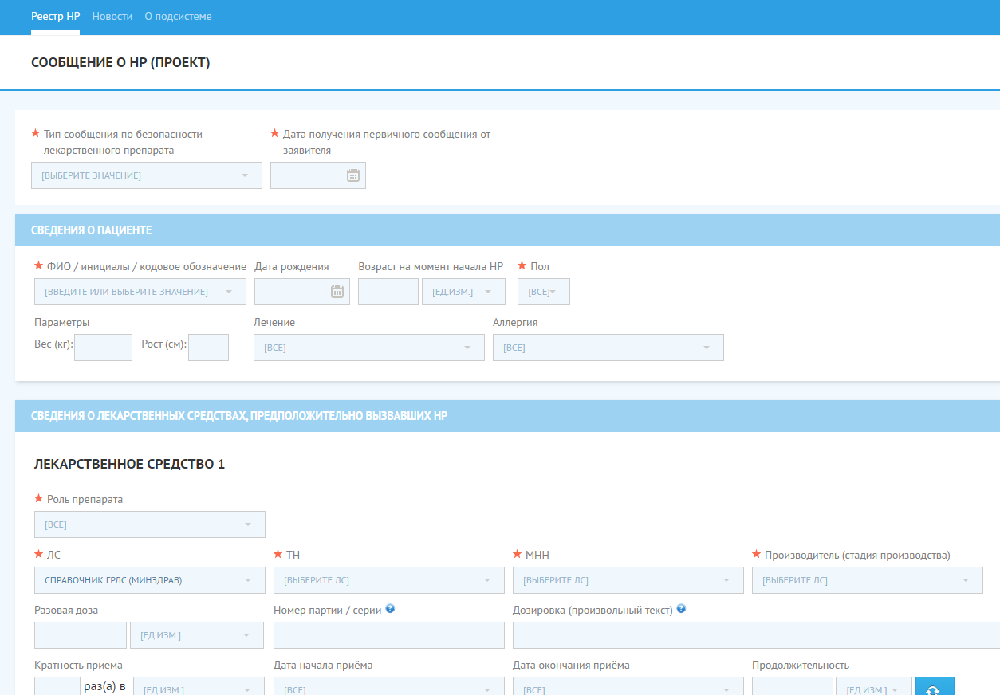 Реестр НР Новости О подсистеме
СООБЩЕНИЕ О НР (ПРОЕКТ)
Тип сообщения по безопасности лекарственного препарата
Дата получения первичного сообщения от заявителя
[ВЫБЕРИТЕ ЗНАЧЕНИЕ]
СВЕДЕНИЯ О ПАЦИЕНТЕ
ФИО / инициалы / кодовое обозначение Дата рождения Возраст на момент начала НР Пол
[ВВЕДИТЕ ИЛИ ВЫБЕРИТЕ ЗНАЧЕНИЕ] [ЕД.ИЗМ.] [ВСЕ]
Параметры Лечение Аллергия
Вес (кг): Рост (см): [ВСЕ] [ВСЕ]
СВЕДЕНИЯ О ЛЕКАРСТВЕННЫХ СРЕДСТВАХ, ПРЕДПОЛОЖИТЕЛЬНО ВЫЗВАВШИХ НР
ЛЕКАРСТВЕННОЕ СРЕДСТВО 1
Роль препарата
[ВСЕ]
ЛС ТН МНН Производитель (стадия производства)
СПРАВОЧНИК ГРЛС (МИНЗДРАВ) [ВЫБЕРИТЕ ЛС] [ВЫБЕРИТЕ ЛС] [ВЫБЕРИТЕ ЛС]
Разовая доза Номер партии / серии Дозировка (произвольный текст)
[ЕД.ИЗМ.]
Кратность приема Дата начала приёма Дата окончания приёма Продолжительность
раз(а) в [ЕД.ИЗМ.] [ВСЕ] [ВСЕ] [ЕД.ИЗМ.]